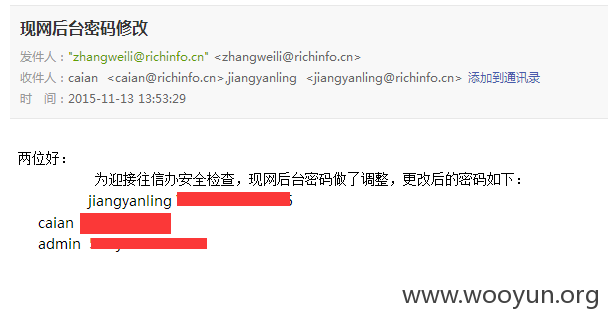 现网后台密码修改
发件人："zhangweili@richinfo.cn" <zhangweili@richinfo.cn>
收件人：caian <caian@richinfo.cn>,jiangyanling <jiangyanling@richinfo.cn> 添加到通讯录
时 间：2015-11-13 13:53:29
两位好：
为迎接往信办安全检查，现网后台密码做了调整，更改后的密码如下：
jiangyanling
caian
admin
www.wooyun.org